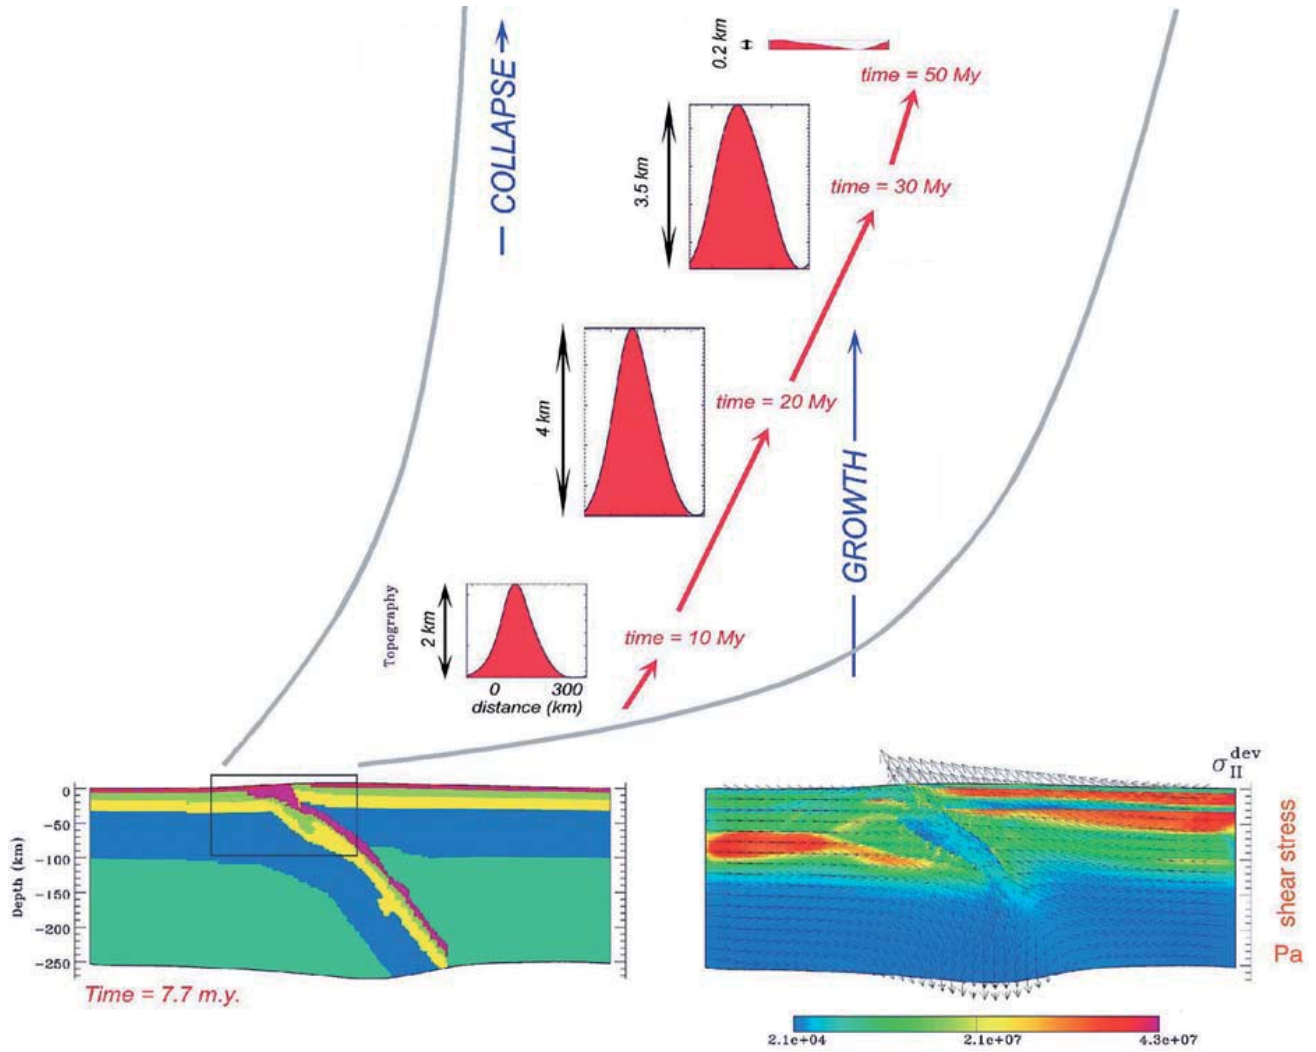 0.2 km
time = 50 My
COLLAPSE
3.5 km
time = 30 My
4 km
time = 20 My
GROWTH
Topography
2 km
time = 10 My
0 300
distance (km)
Depth (km)
0
-50
-100
-150
-200
-250
Time = 7.7 m.y.
σ II dev
shear stress
Pa
2.1e+04 2.1e+07 4.3e+07